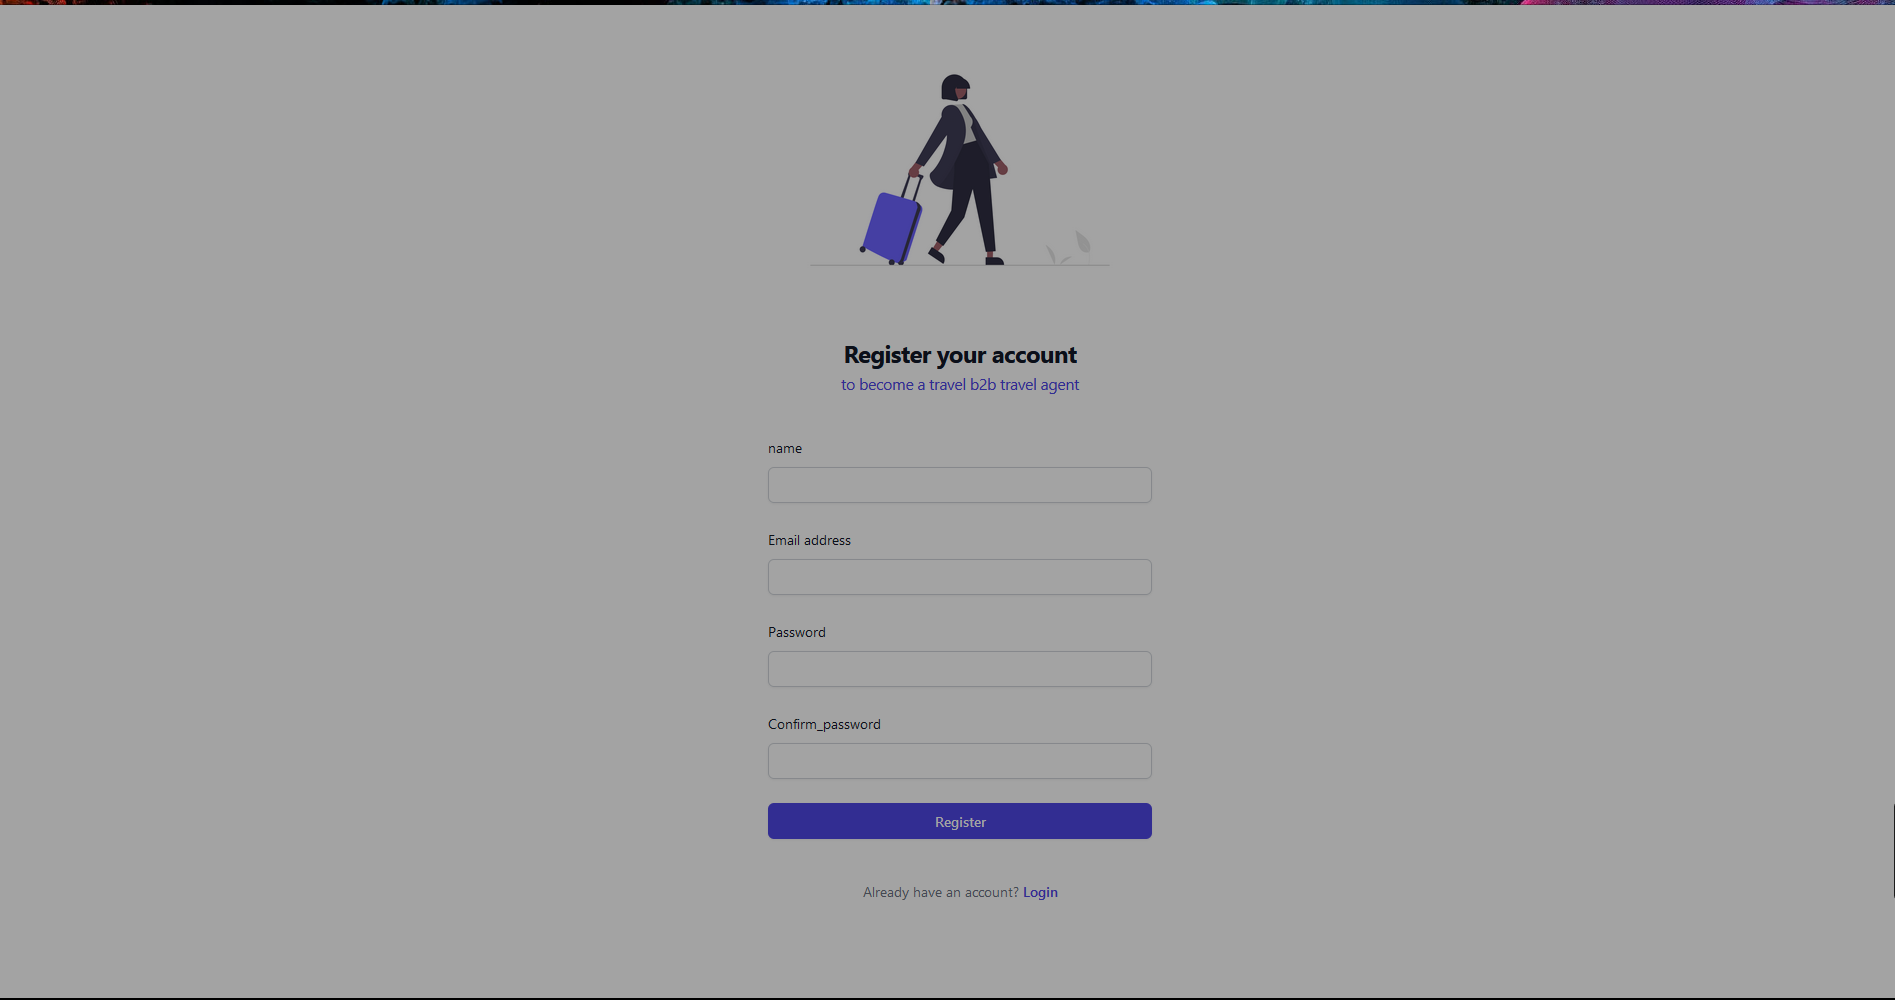 Register your account
to become a travel b2b travel agent
name
Email address
Password
Confirm_password
Register
Already have an account? Login